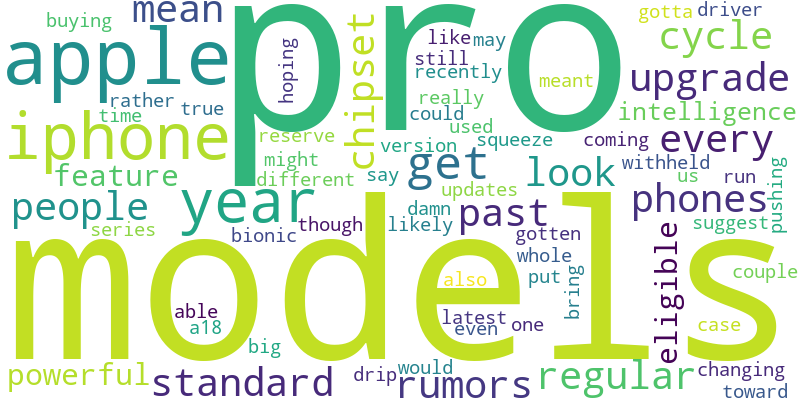 buying mean pro gotta driver
apple hoping chipset like may cycle
still
rather recently meant upgrade
time true really could intelligence
iphone reserve version used squeeze coming every
feature might say get look withheld us run
different updates phones pushing
people year damn past likely
series bionic though gotten suggest
models whole eligible
also put bring couple
able latest one
a18 even case
big
powerful standard drip would rumors regular changing
toward